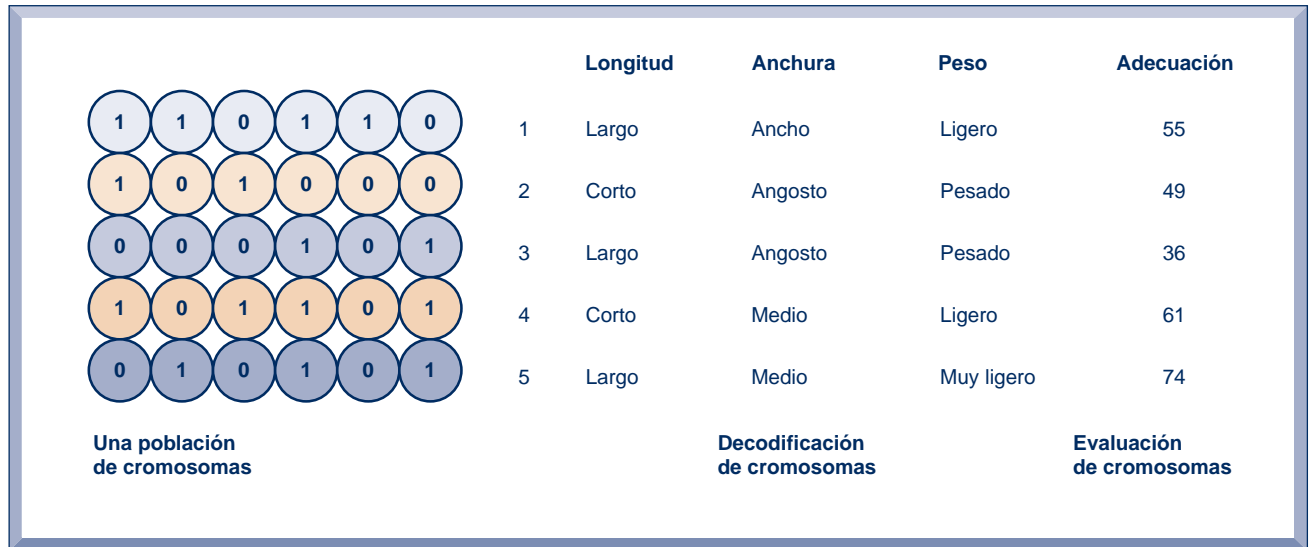 Longitud Anchura Peso Adecuación
1 1 0 1 1 0 1 Largo Ancho Ligero 55
1 0 1 0 0 0 2 Corto Angosto Pesado 49
0 0 0 1 0 1 3 Largo Angosto Pesado 36
1 0 1 1 0 1 4 Corto Medio Ligero 61
0 1 0 1 0 1 5 Largo Medio Muy ligero 74
Una población
de cromosomas
Decodificación
de cromosomas
Evaluación
de cromosomas